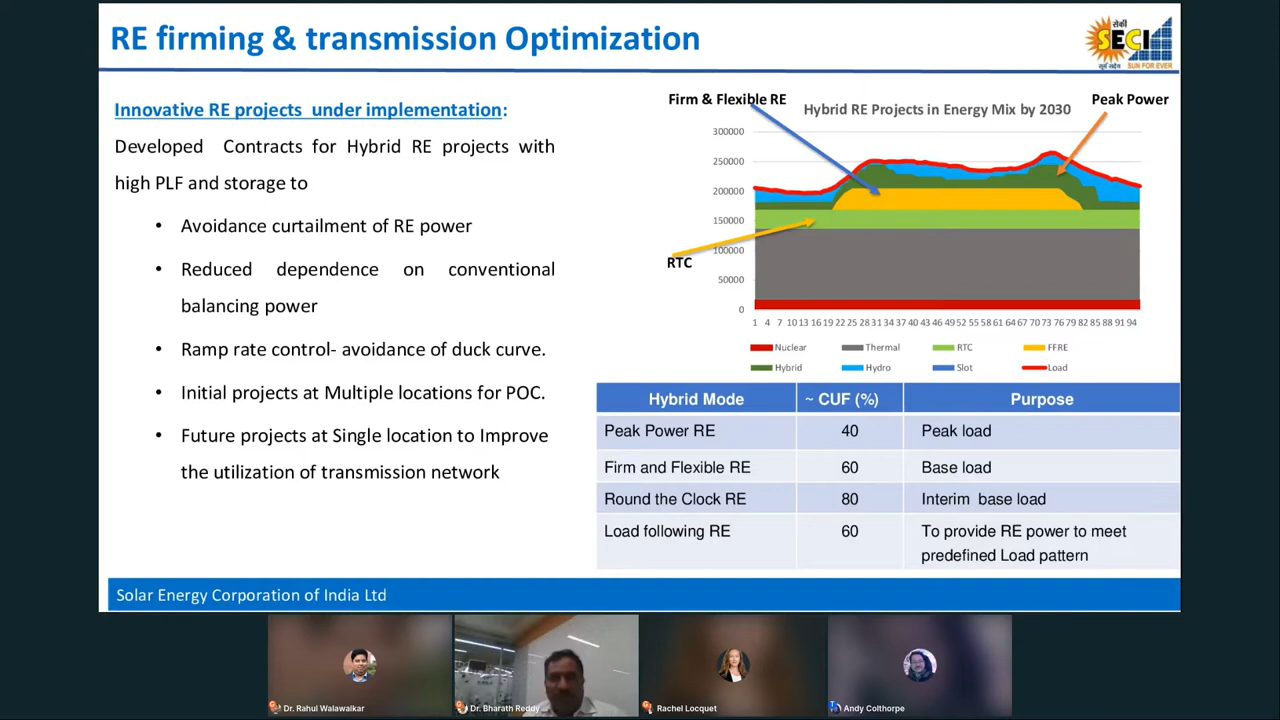 RE firming & transmission Optimization
सेकी
SECI
SUN FOR EVER
Innovative RE projects under implementation:
Developed Contracts for Hybrid RE projects with
high PLF and storage to
• Avoidance curtailment of RE power
• Reduced dependence on conventional
balancing power
• Ramp rate control- avoidance of duck curve.
• Initial projects at Multiple locations for POC.
• Future projects at Single location to Improve
the utilization of transmission network
Firm & Flexible RE
Hybrid RE Projects in Energy Mix by 2030
Peak Power
RTC
300000
250000
200000
150000
100000
50000
0
1 4 7 10 13 16 19 22 25 28 31 34 37 40 43 46 49 52 55 58 61 64 67 70 73 76 79 82 85 88 91 94
Nuclear Thermal RTC FFRE
Hybrid Hydro Slot Load
Hybrid Mode ~ CUF (%) Purpose
Peak Power RE 40 Peak load
Firm and Flexible RE 60 Base load
Round the Clock RE 80 Interim base load
Load following RE 60 To provide RE power to meet
predefined Load pattern
Solar Energy Corporation of India Ltd
Dr. Rahul Walawalkar
Dr. Bharath Reddy
Rachel Locquet
Andy Colthorpe